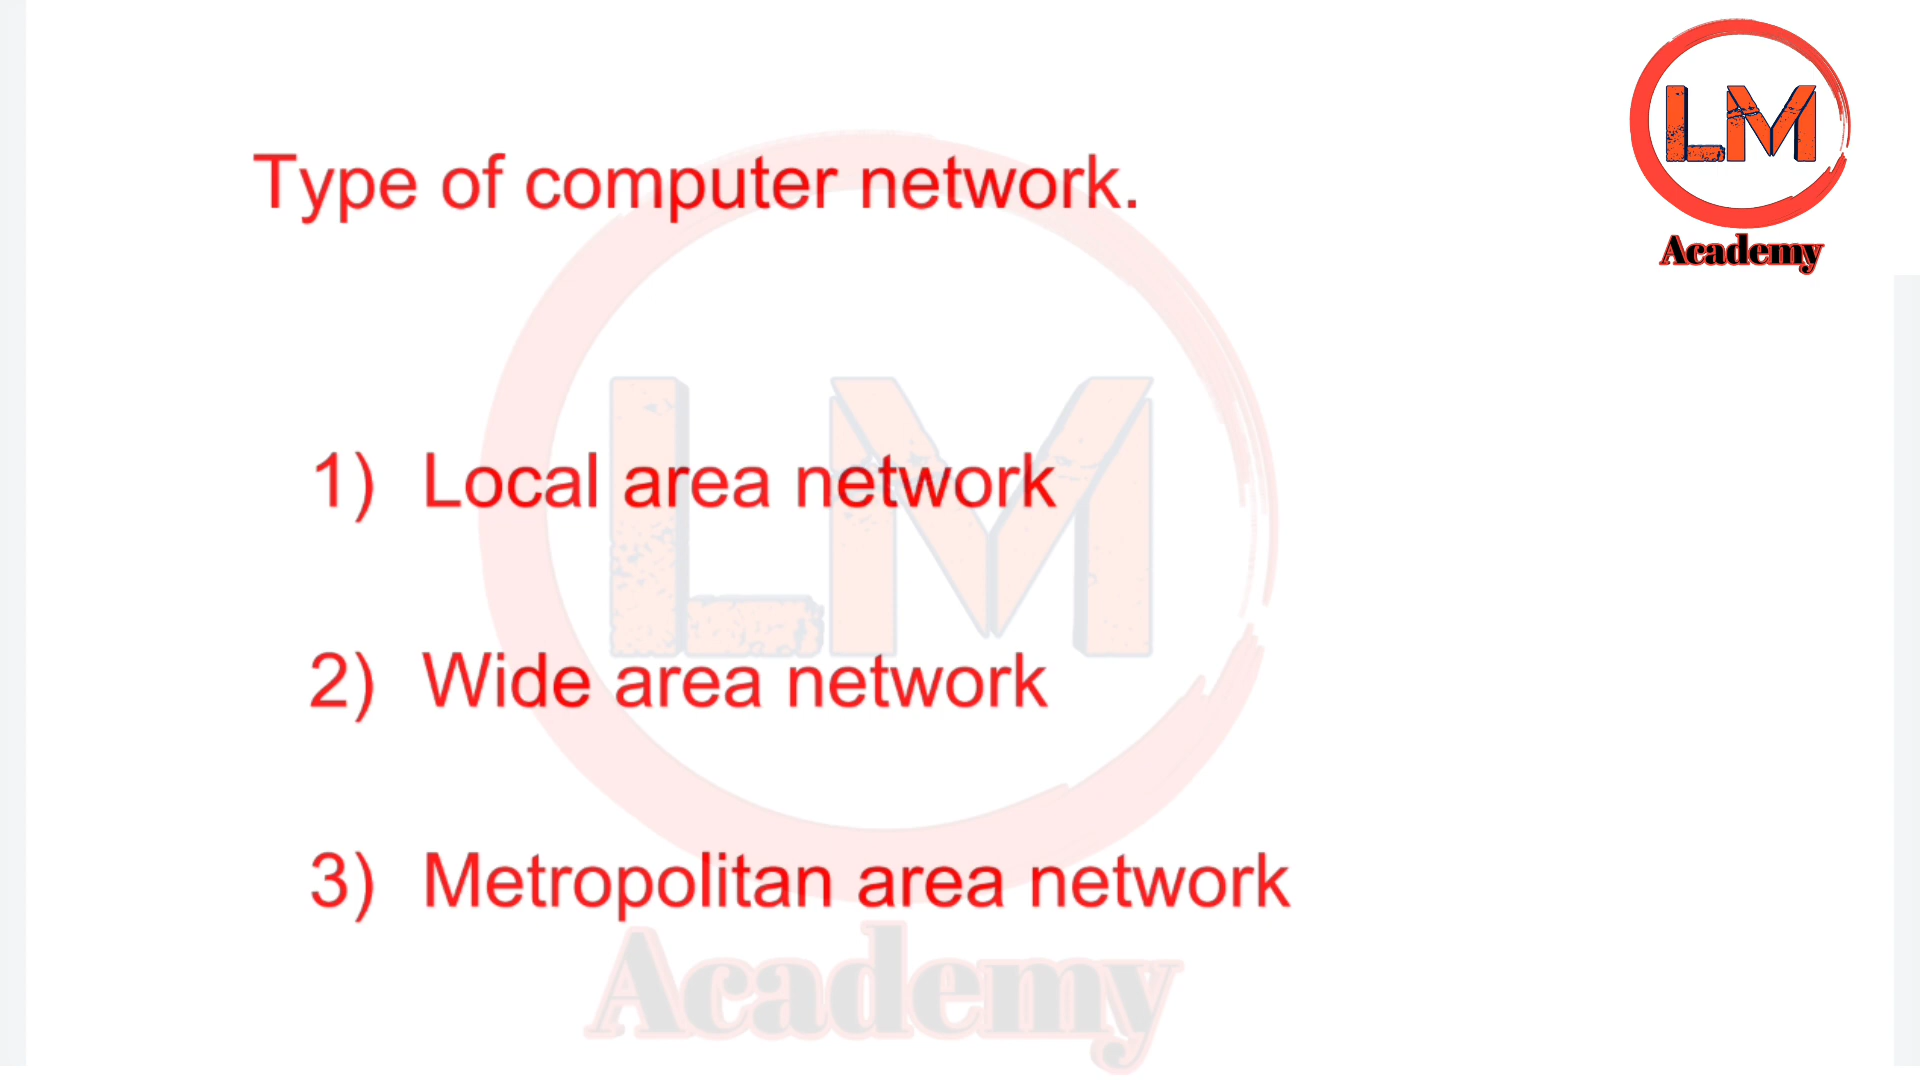 LM
Academy
Type of computer network.
1) Local area network
2) Wide area network
3) Metropolitan area network
LM
Academy